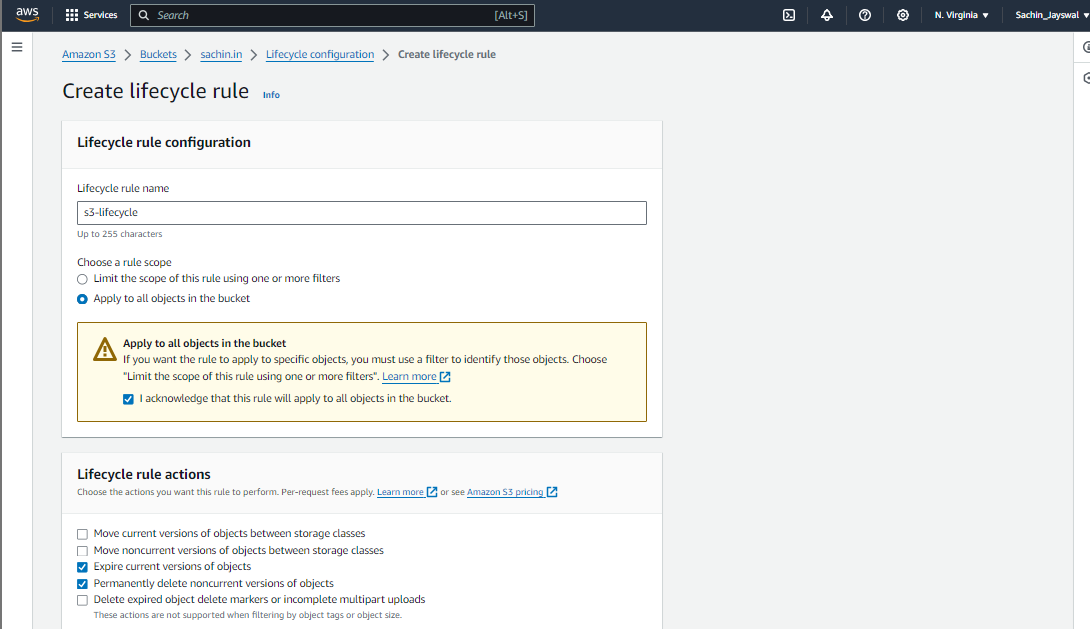 aws Services Search [Alt+S] N. Virginia Sachin_Jayswal
Amazon S3 > Buckets > sachin.in > Lifecycle configuration > Create lifecycle rule
Create lifecycle rule Info
Lifecycle rule configuration
Lifecycle rule name
s3-lifecycle
Up to 255 characters
Choose a rule scope
Limit the scope of this rule using one or more filters
Apply to all objects in the bucket
Apply to all objects in the bucket
If you want the rule to apply to specific objects, you must use a filter to identify those objects. Choose
"Limit the scope of this rule using one or more filters". Learn more
I acknowledge that this rule will apply to all objects in the bucket.
Lifecycle rule actions
Choose the actions you want this rule to perform. Per-request fees apply. Learn more or see Amazon S3 pricing
Move current versions of objects between storage classes
Move noncurrent versions of objects between storage classes
Expire current versions of objects
Permanently delete noncurrent versions of objects
Delete expired object delete markers or incomplete multipart uploads
These actions are not supported when filtering by object tags or object size.